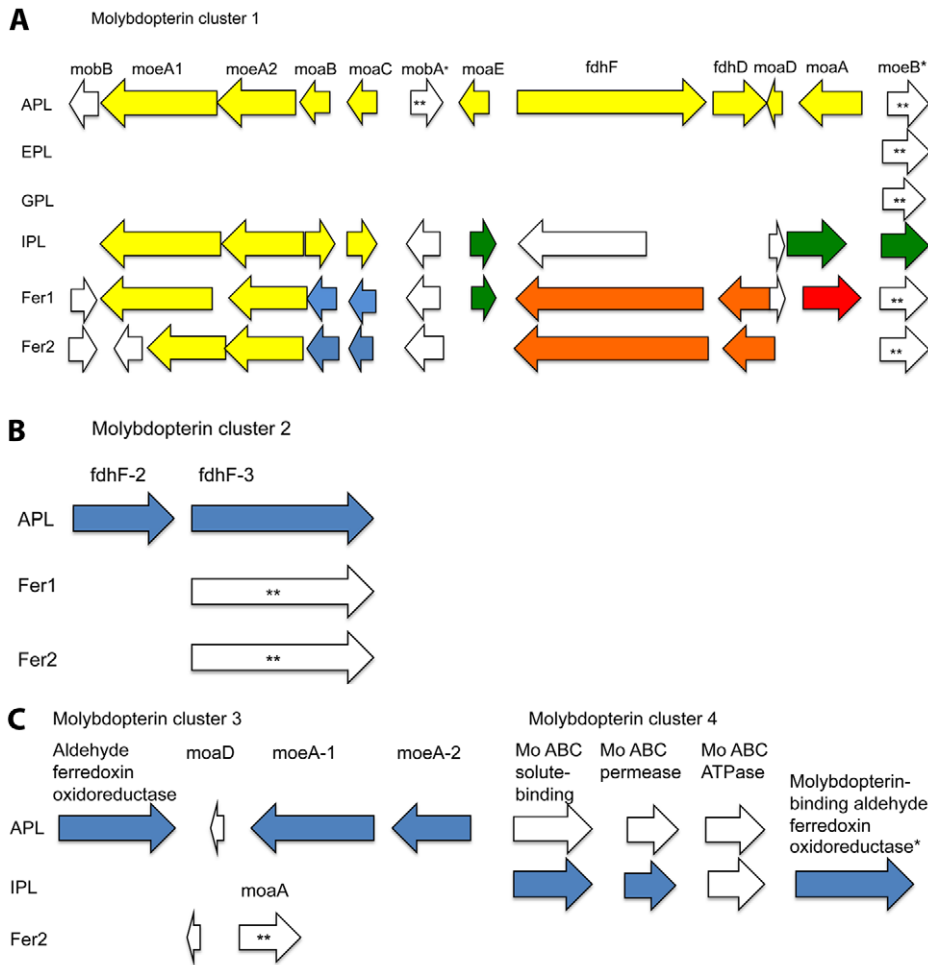 A
Molybdopterin cluster 1
mobB moeA1 moeA2 moaB moaC mobA* moaE fdhF fdhD moaD moaA moeB*
APL ** **
EPL **
GPL **
IPL
Fer1 **
Fer2 **
B
Molybdopterin cluster 2
fdhF-2 fdhF-3
APL
Fer1 **
Fer2 **
C
Molybdopterin cluster 3
Aldehyde
ferredoxin
oxidoreductase
moaD moeA-1 moeA-2
APL
IPL
moaA
Fer2 **
Molybdopterin cluster 4
Mo ABC
solute-
binding
Mo ABC
permease
Mo ABC
ATPase
Molybdopterin-
binding aldehyde
ferredoxin
oxidoreductase*